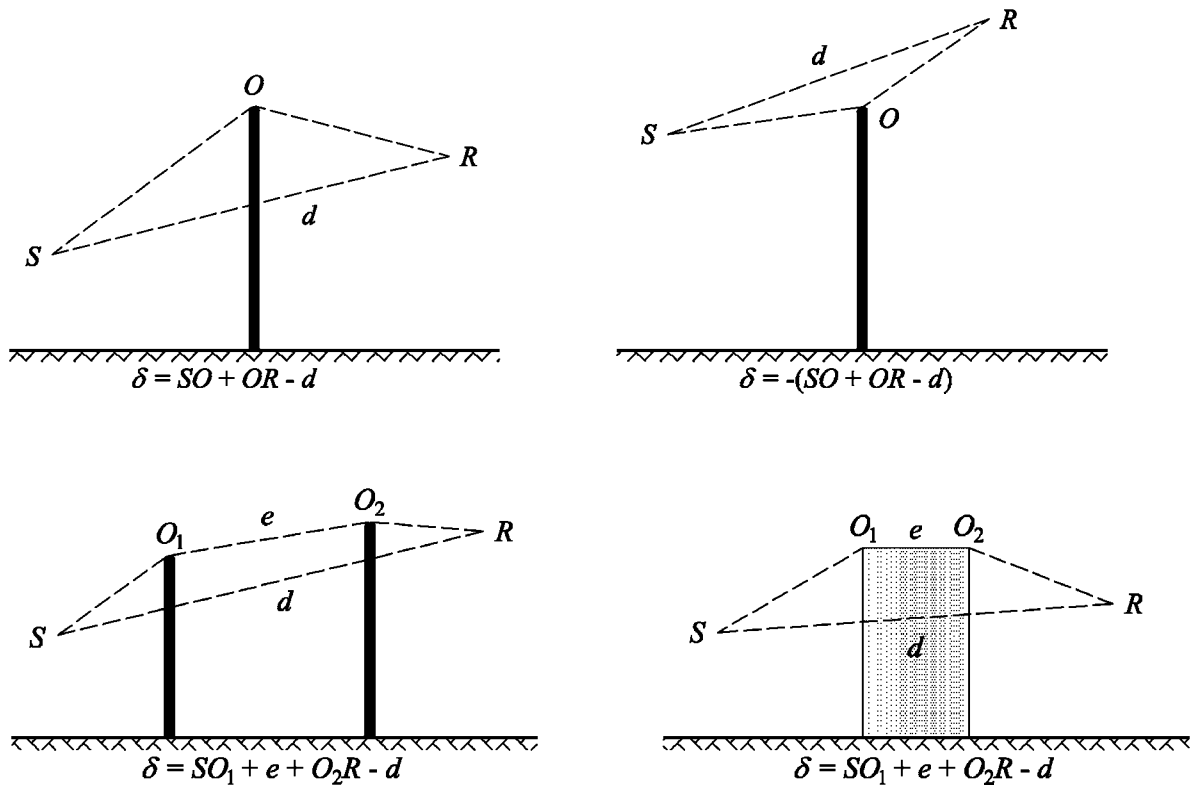 O
R
d
S
δ = SO + OR - d
R
d
O
S
δ = -(SO + OR - d)
O₂
e
O₁
R
d
S
δ = SO₁ + e + O₂R - d
O₁ e O₂
R
S
d
δ = SO₁ + e + O₂R - d